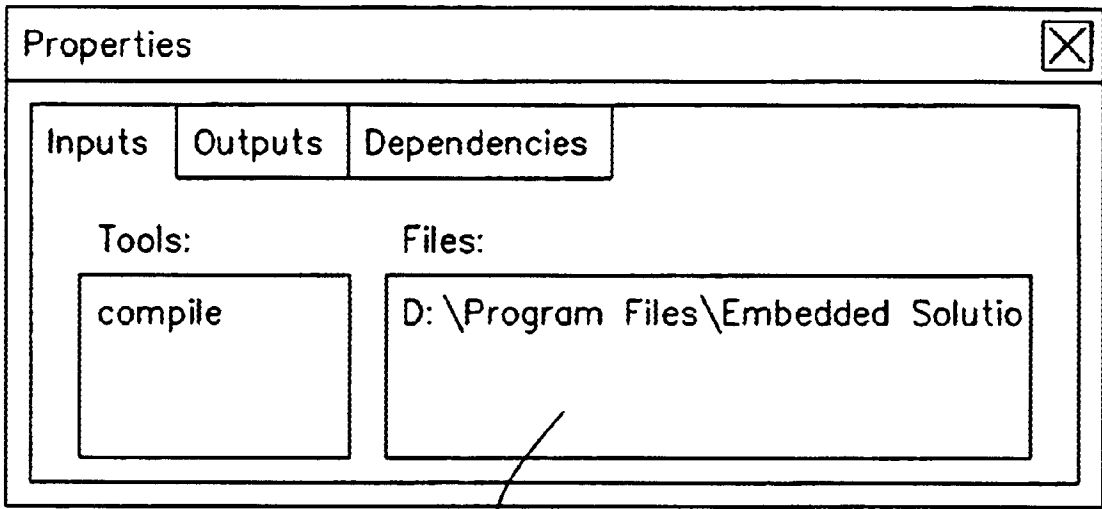 Properties
Inputs Outputs Dependencies
Tools: Files:
compile D:\Program Files\Embedded Solutio